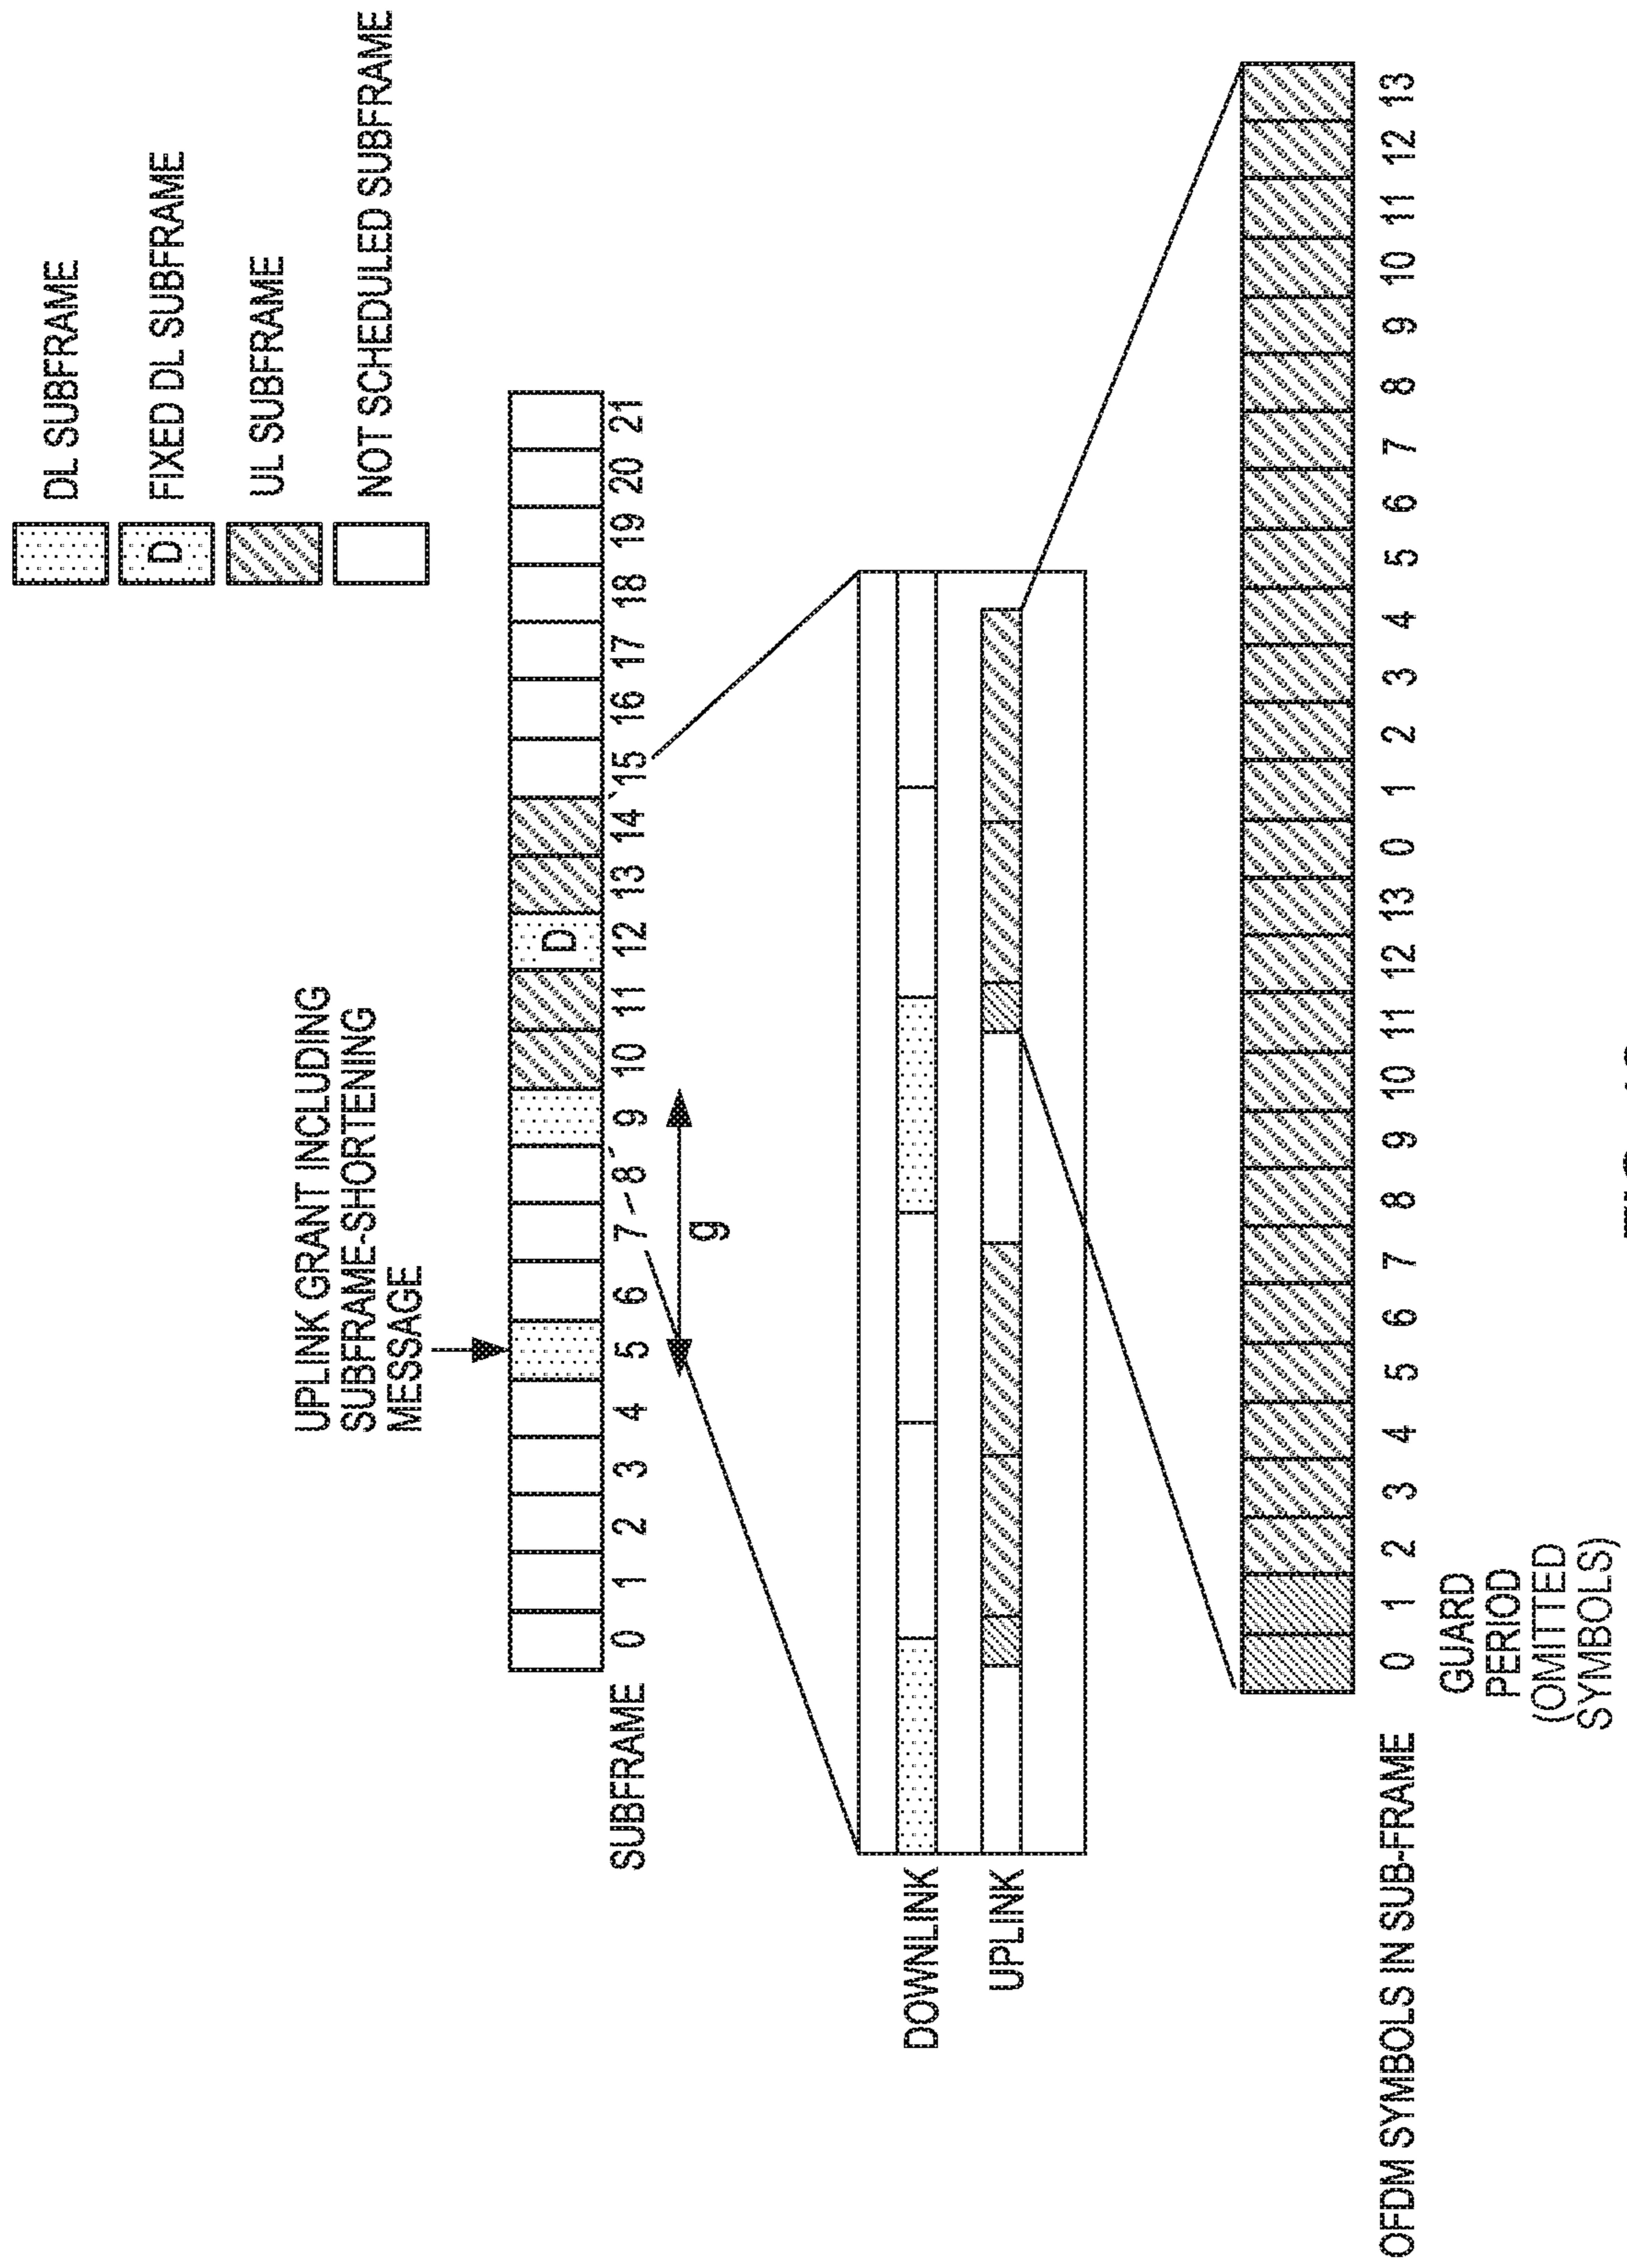 DL SUBFRAME
D FIXED DL SUBFRAME
UL SUBFRAME
NOT SCHEDULED SUBFRAME
UPLINK GRANT INCLUDING
SUBFRAME-SHORTENING
MESSAGE
D
SUBFRAME 0 1 2 3 4 5 6 7 8 9 10 11 12 13 14 15 16 17 18 19 20 21
g
DOWNLINK
UPLINK
OFDM SYMBOLS IN SUB-FRAME 0 1 2 3 4 5 6 7 8 9 10 11 12 13 0 1 2 3 4 5 6 7 8 9 10 11 12 13
GUARD
PERIOD
(OMITTED
SYMBOLS)